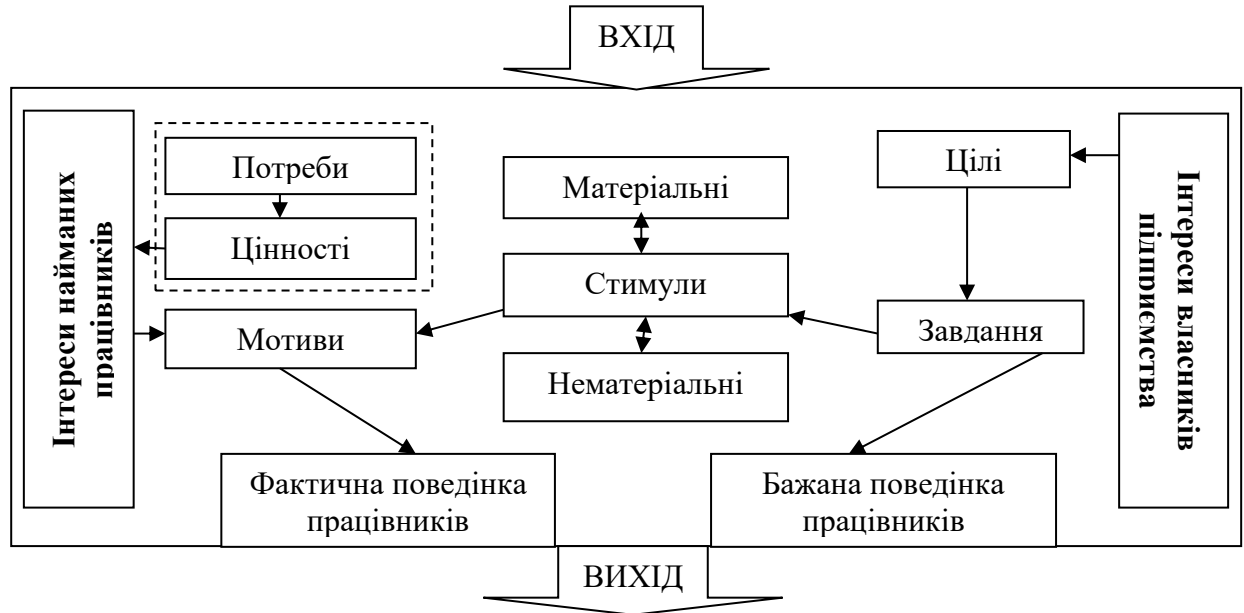 ВХІД
Інтереси найманих
працівників
Потреби
Цінності
Мотиви
Матеріальні
Стимули
Нематеріальні
Цілі
Завдання
Інтереси власників
підприємства
Фактична поведінка
працівників
Бажана поведінка
працівників
ВИХІД